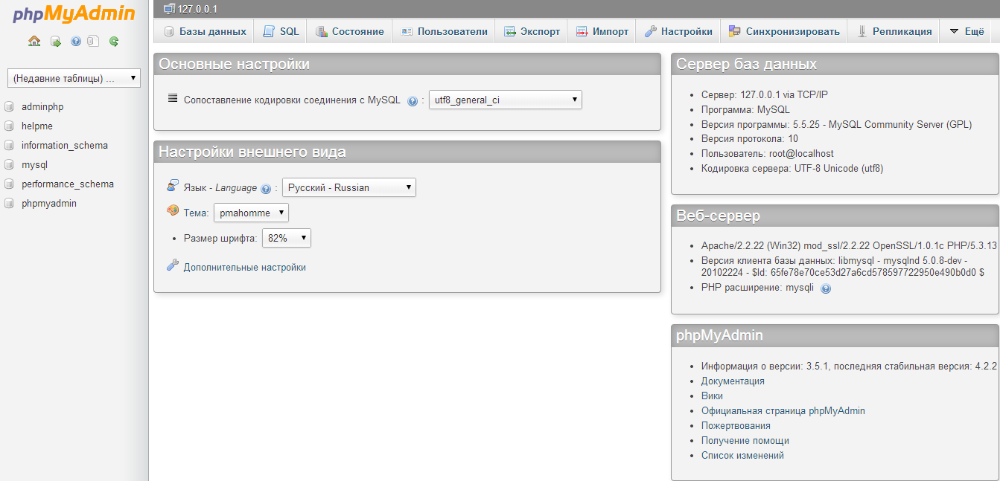 phpMyAdmin
(Недавние таблицы) ...
adminphp
helpme
information_schema
mysql
performance_schema
phpmyadmin
127.0.0.1
Базы данных SQL Состояние Пользователи Экспорт Импорт Настройки Синхронизировать Репликация Ещё
Основные настройки
Сопоставление кодировки соединения с MySQL : utf8_general_ci
Настройки внешнего вида
Язык - Language : Русский - Russian
Тема: pmahomme
• Размер шрифта: 82%
Дополнительные настройки
Сервер баз данных
• Сервер: 127.0.0.1 via TCP/IP
• Программа: MySQL
• Версия программы: 5.5.25 - MySQL Community Server (GPL)
• Версия протокола: 10
• Пользователь: root@localhost
• Кодировка сервера: UTF-8 Unicode (utf8)
Веб-сервер
• Apache/2.2.22 (Win32) mod_ssl/2.2.22 OpenSSL/1.0.1c PHP/5.3.13
• Версия клиента базы данных: libmysql - mysqlnd 5.0.8-dev -
20102224 - $Id: 65fe78e70ce53d27a6cd578597722950e490b0d0 $
• PHP расширение: mysqli
phpMyAdmin
• Информация о версии: 3.5.1, последняя стабильная версия: 4.2.2
• Документация
• Вики
• Официальная страница phpMyAdmin
• Пожертвования
• Получение помощи
• Список изменений